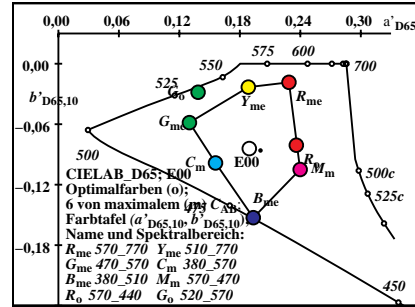 0,00 0,06 0,12 0,18 0,24 0,30 a’D65
0,00
−0,06
−0,12
−0,18
b’D65,10
550 575 600 700
525
500
475
450
500c
525c
Go
Yme
Rme
Gme
Cm
E00
Ro
Mm
Bme
CIELAB_D65; E00
Optimalfarben (o);
6 von maximalem (m) CAB;
Farbtafel (a’D65,10, b’D65,10);
Name und Spektralbereich:
Rme 570_770 Yme 510_770
Gme 470_570 Cm 380_570
Bme 380_510 Mm 570_470
Ro 570_440 Go 520_570